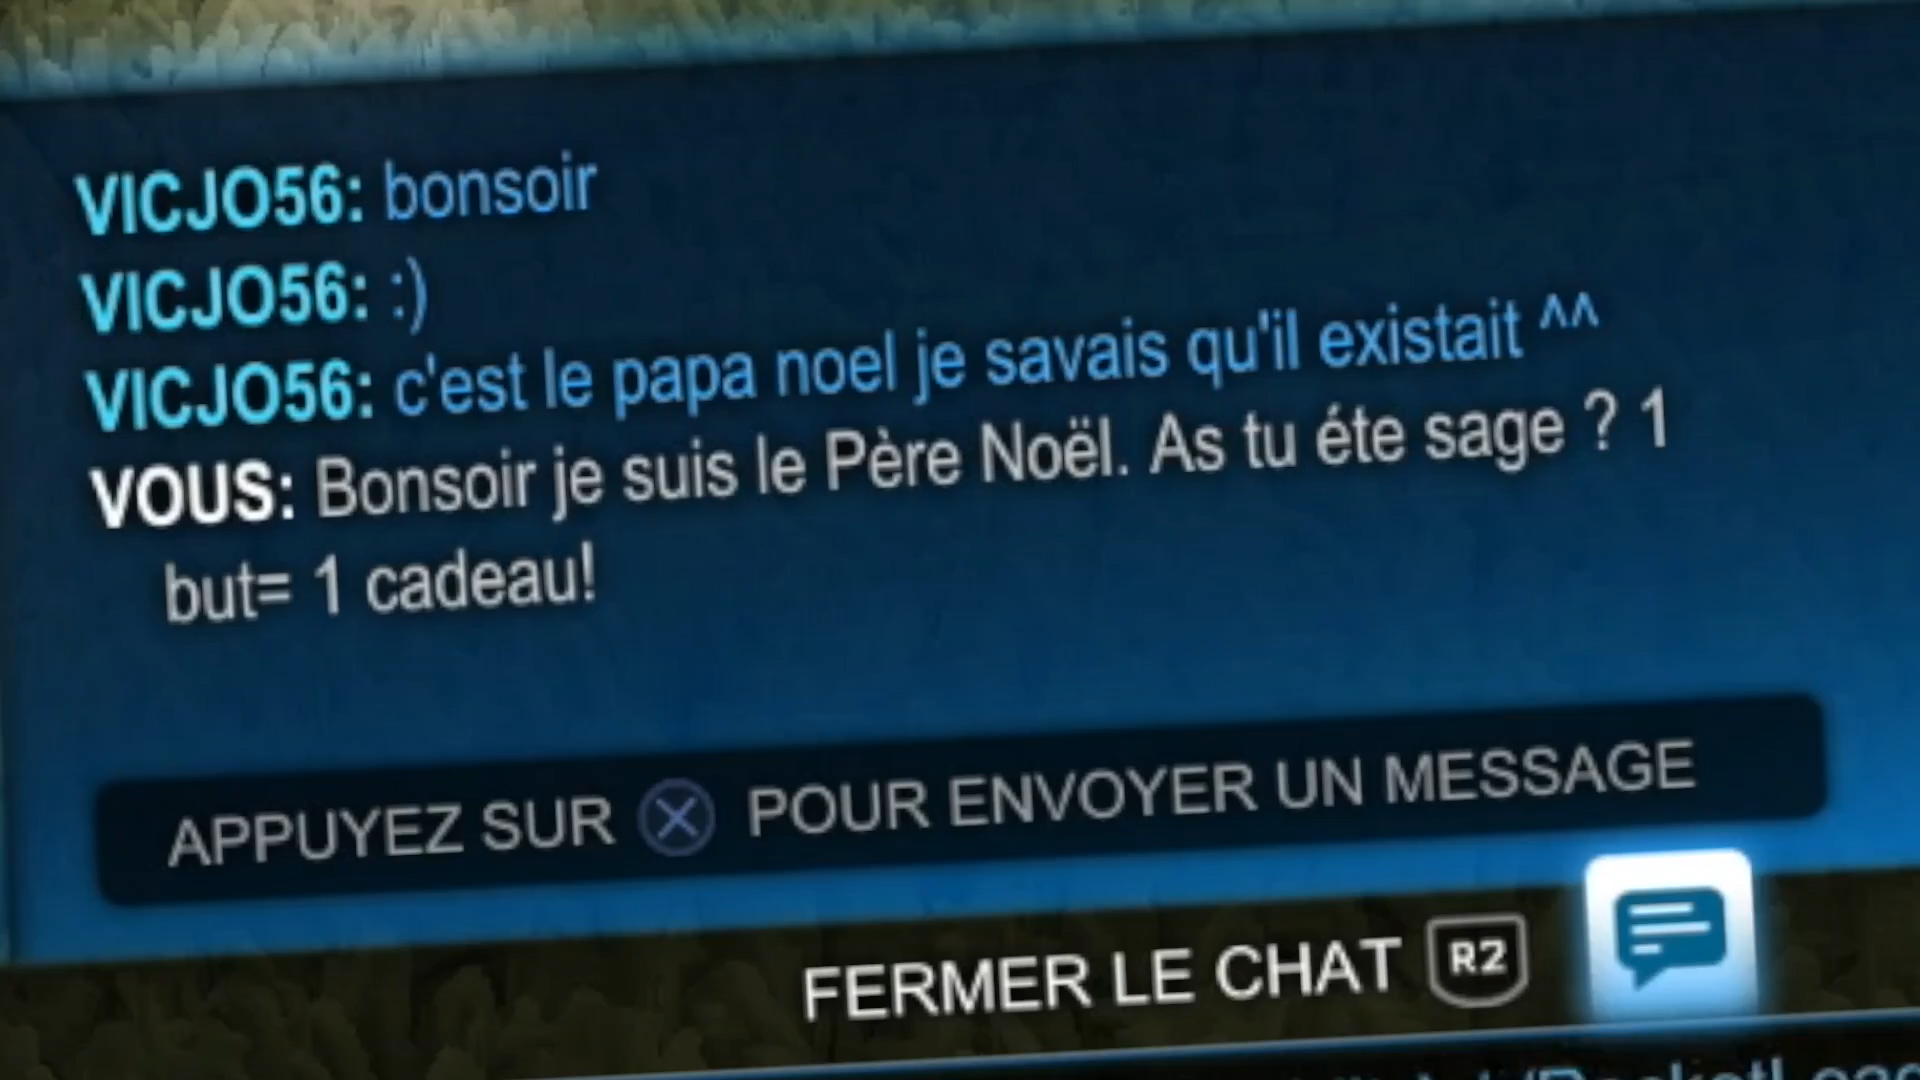 VICJO56: bonsoir
VICJO56: :)
VICJO56: c'est le papa noel je savais qu'il existait ^^
VOUS: Bonsoir je suis le Père Noël. As tu éte sage ? 1
but= 1 cadeau!
APPUYEZ SUR X POUR ENVOYER UN MESSAGE
FERMER LE CHAT R2